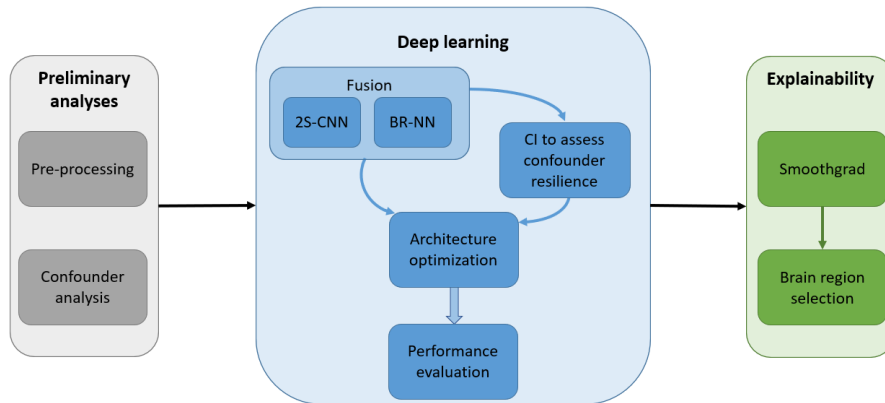 Preliminary
analyses
Pre-processing
Confounder
analysis
Deep learning
Fusion
2S-CNN
BR-NN
CI to assess
confounder
resilience
Architecture
optimization
Performance
evaluation
Explainability
Smoothgrad
Brain region
selection